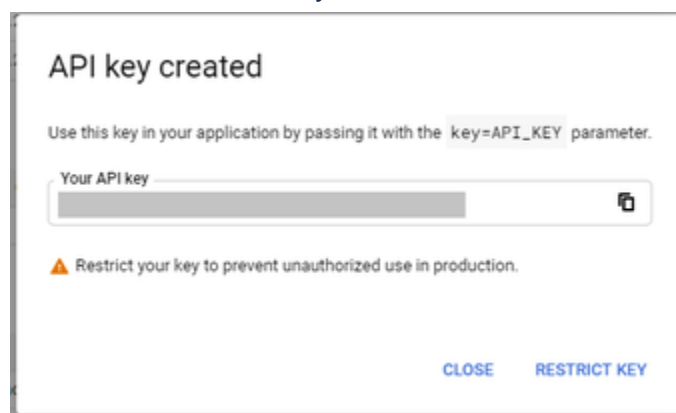 API key created
Use this key in your application by passing it with the key=API_KEY parameter.
Your API key
Restrict your key to prevent unauthorized use in production.
CLOSE RESTRICT KEY